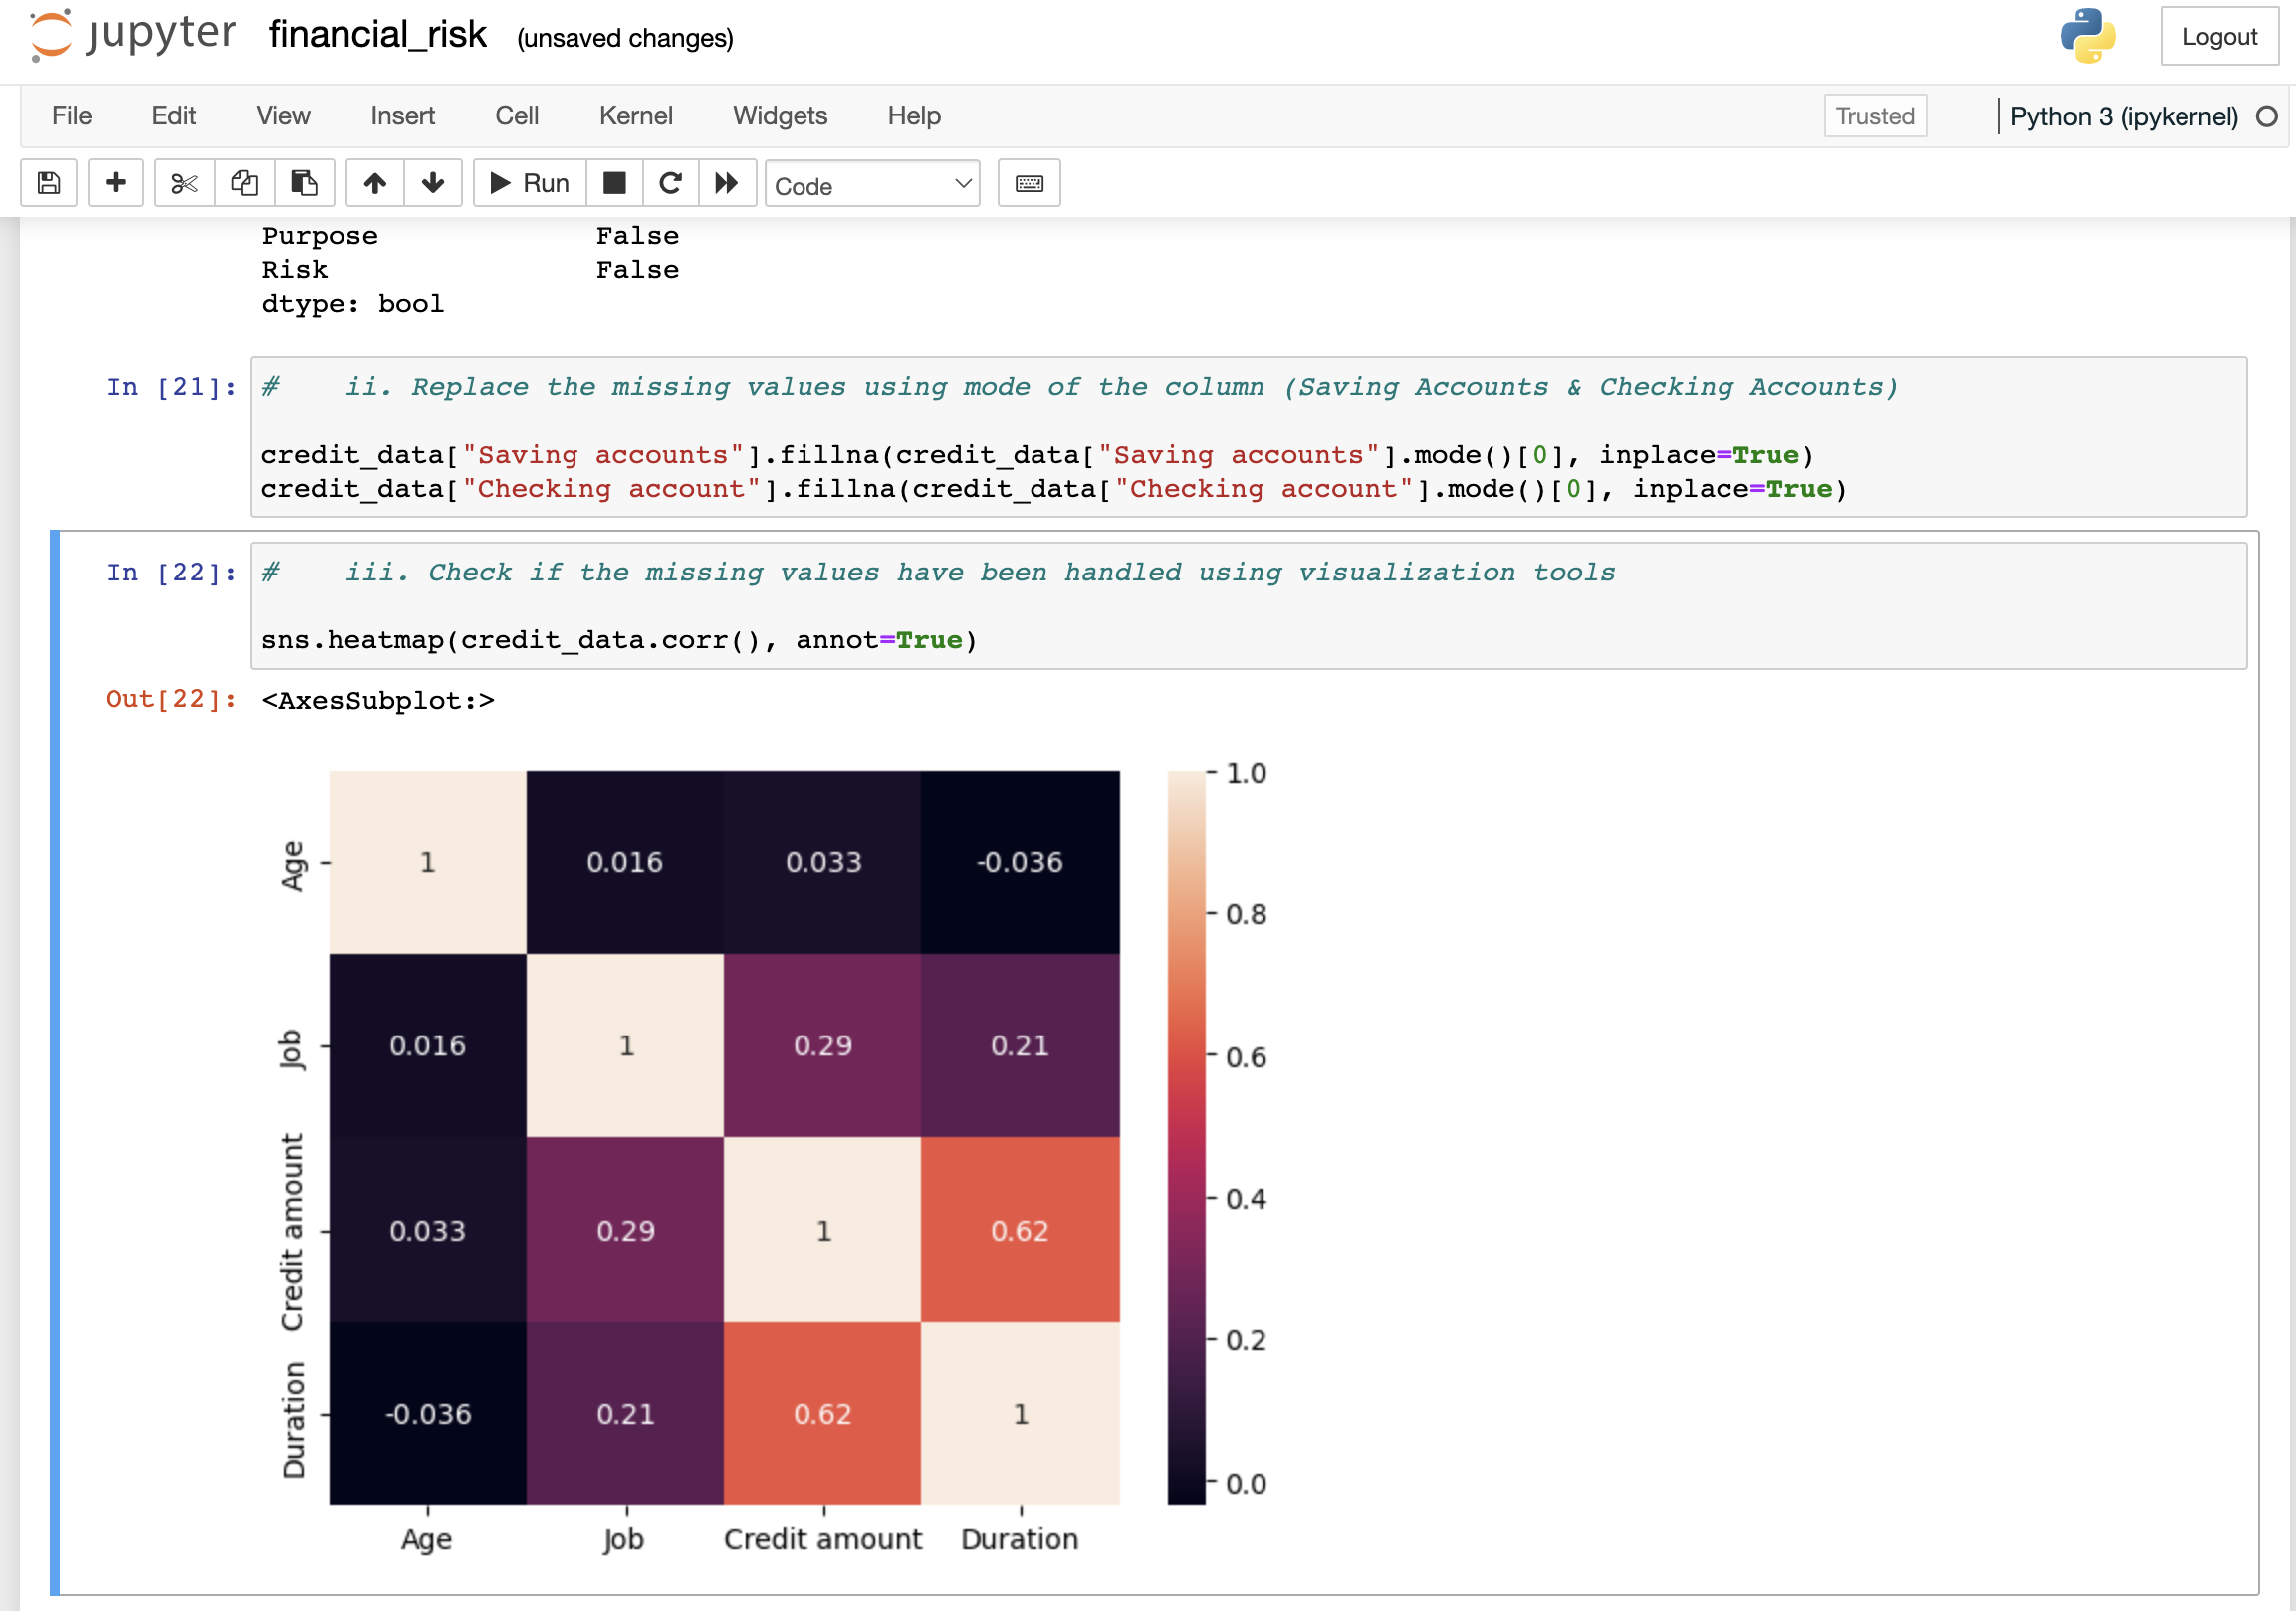 jupyter financial_risk (unsaved changes) Logout
File Edit View Insert Cell Kernel Widgets Help Trusted Python 3 (ipykernel)
Run Code
Purpose False
Risk False
dtype: bool
In [21]: #    ii. Replace the missing values using mode of the column (Saving Accounts & Checking Accounts)
credit_data["Saving accounts"].fillna(credit_data["Saving accounts"].mode()[0], inplace=True)
credit_data["Checking account"].fillna(credit_data["Checking account"].mode()[0], inplace=True)
In [22]: #    iii. Check if the missing values have been handled using visualization tools
sns.heatmap(credit_data.corr(), annot=True)
Out[22]: <AxesSubplot:>
1.0
Age 1 0.016 0.033 -0.036
0.8
Job 0.016 1 0.29 0.21
0.6
0.4
Credit amount 0.033 0.29 1 0.62
0.2
Duration -0.036 0.21 0.62 1
0.0
Age Job Credit amount Duration